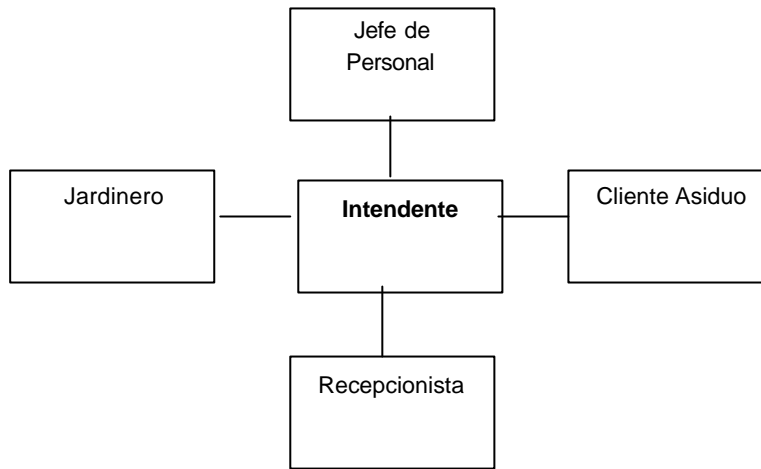 Jefe de
Personal
Jardinero
Intendente
Cliente Asiduo
Recepcionista